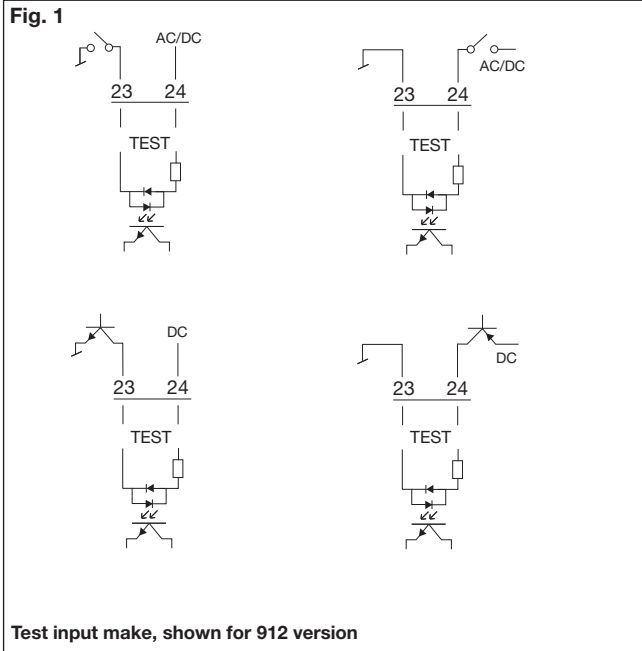 Fig. 1
AC/DC
23 24
TEST
AC/DC
23 24
TEST
DC
23 24
TEST
DC
23 24
TEST
Test input make, shown for 912 version